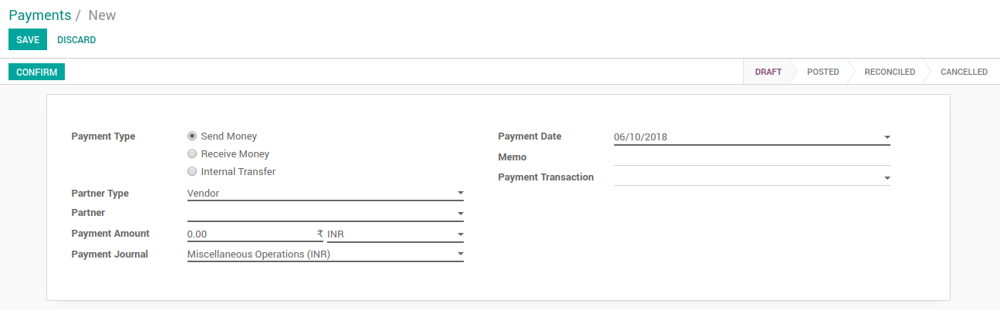 Payments / New
SAVE DISCARD
CONFIRM DRAFT POSTED RECONCILED CANCELLED
Payment Type Send Money
Receive Money
Internal Transfer
Partner Type Vendor
Partner
Payment Amount 0.00 ₹ INR
Payment Journal Miscellaneous Operations (INR)
Payment Date 06/10/2018
Memo
Payment Transaction